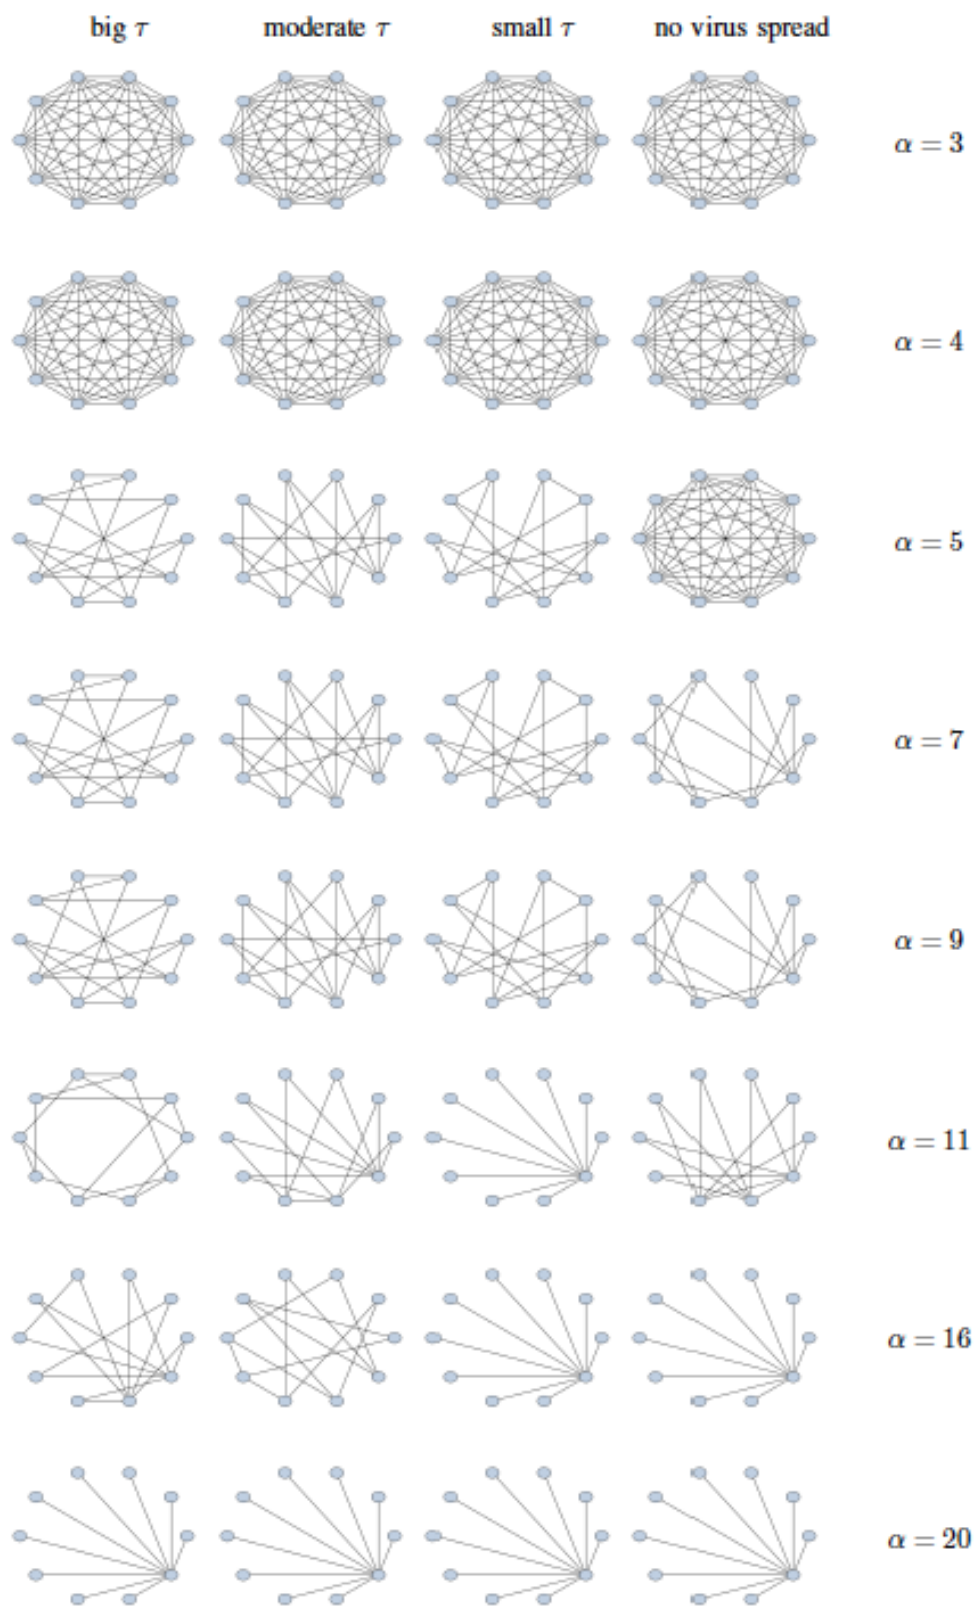 big τ moderate τ small τ no virus spread
α = 3
α = 4
α = 5
α = 7
α = 9
α = 11
α = 16
α = 20